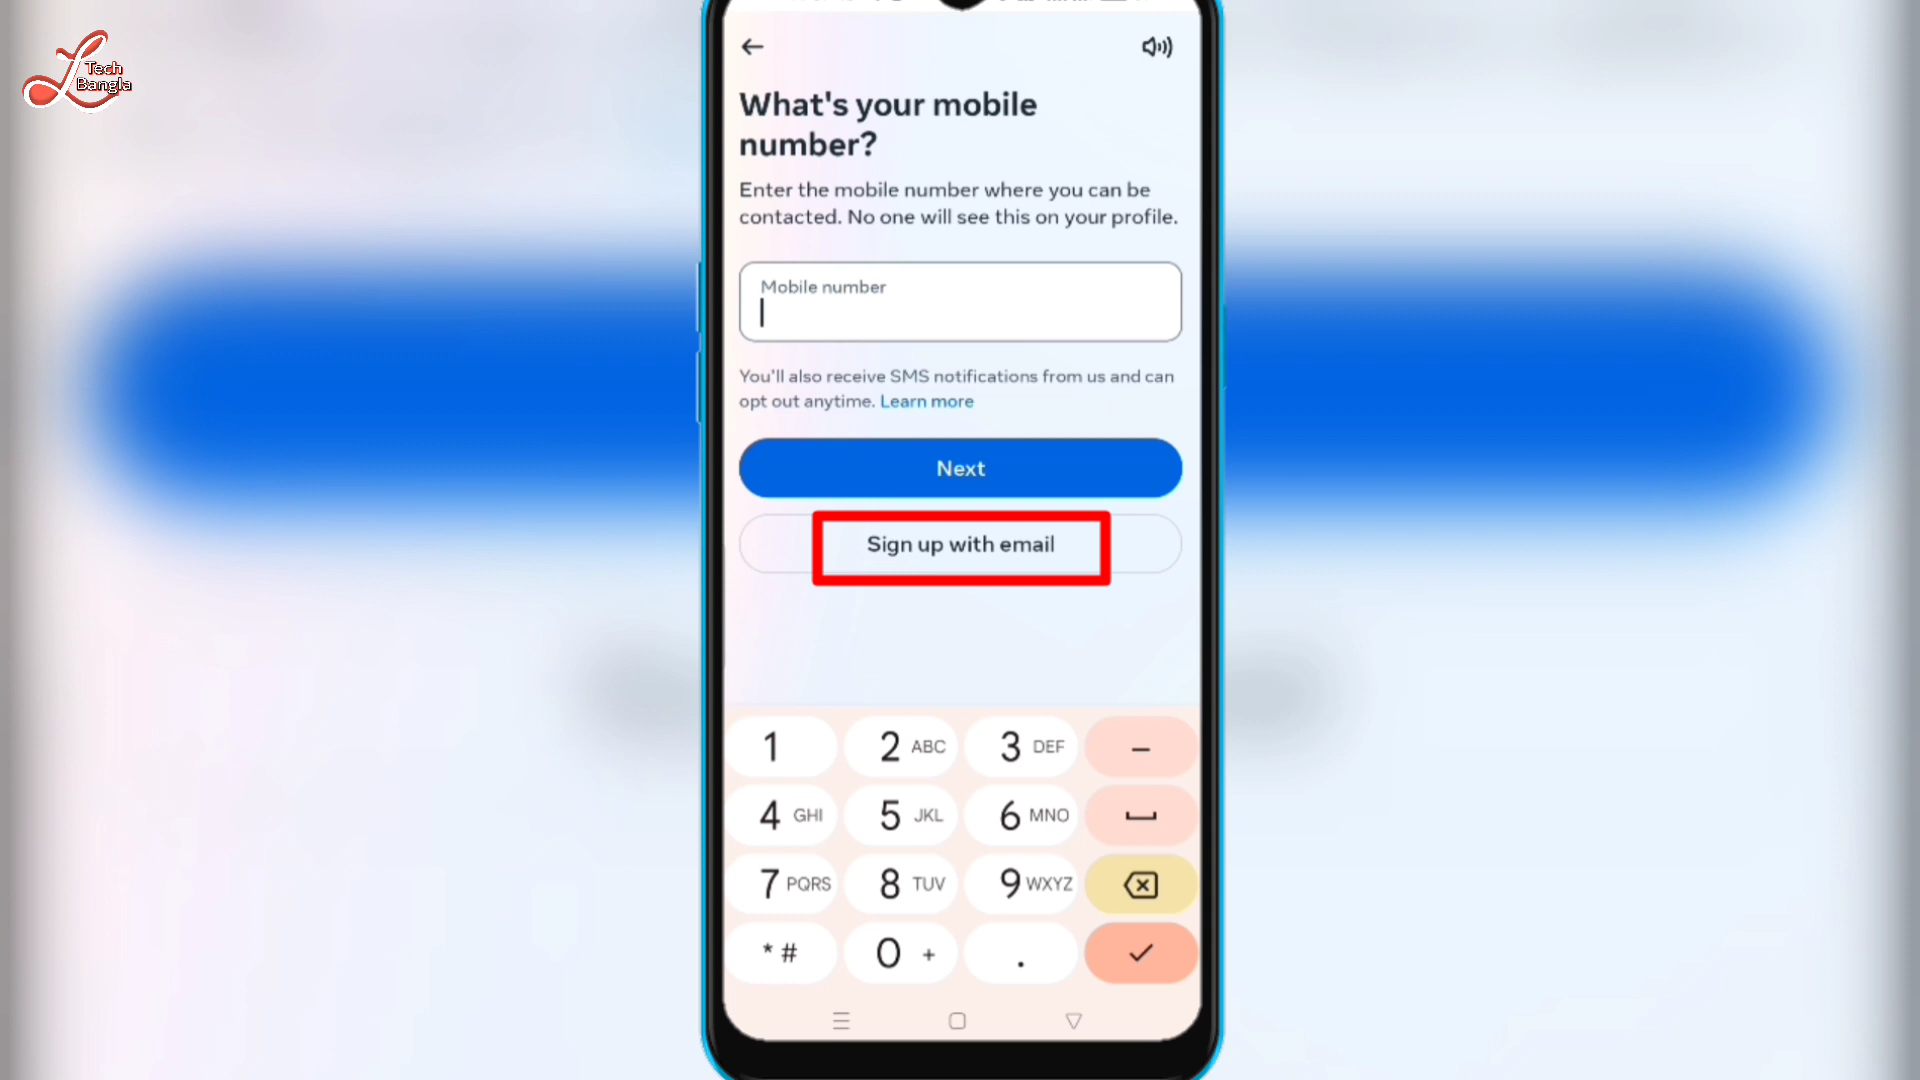 Tech
Bangla
What's your mobile
number?
Enter the mobile number where you can be
contacted. No one will see this on your profile.
Mobile number
You'll also receive SMS notifications from us and can
opt out anytime. Learn more
Next
Sign up with email
1 2 ABC 3 DEF –
4 GHI 5 JKL 6 MNO
7 PQRS 8 TUV 9 WXYZ
* # 0 + .